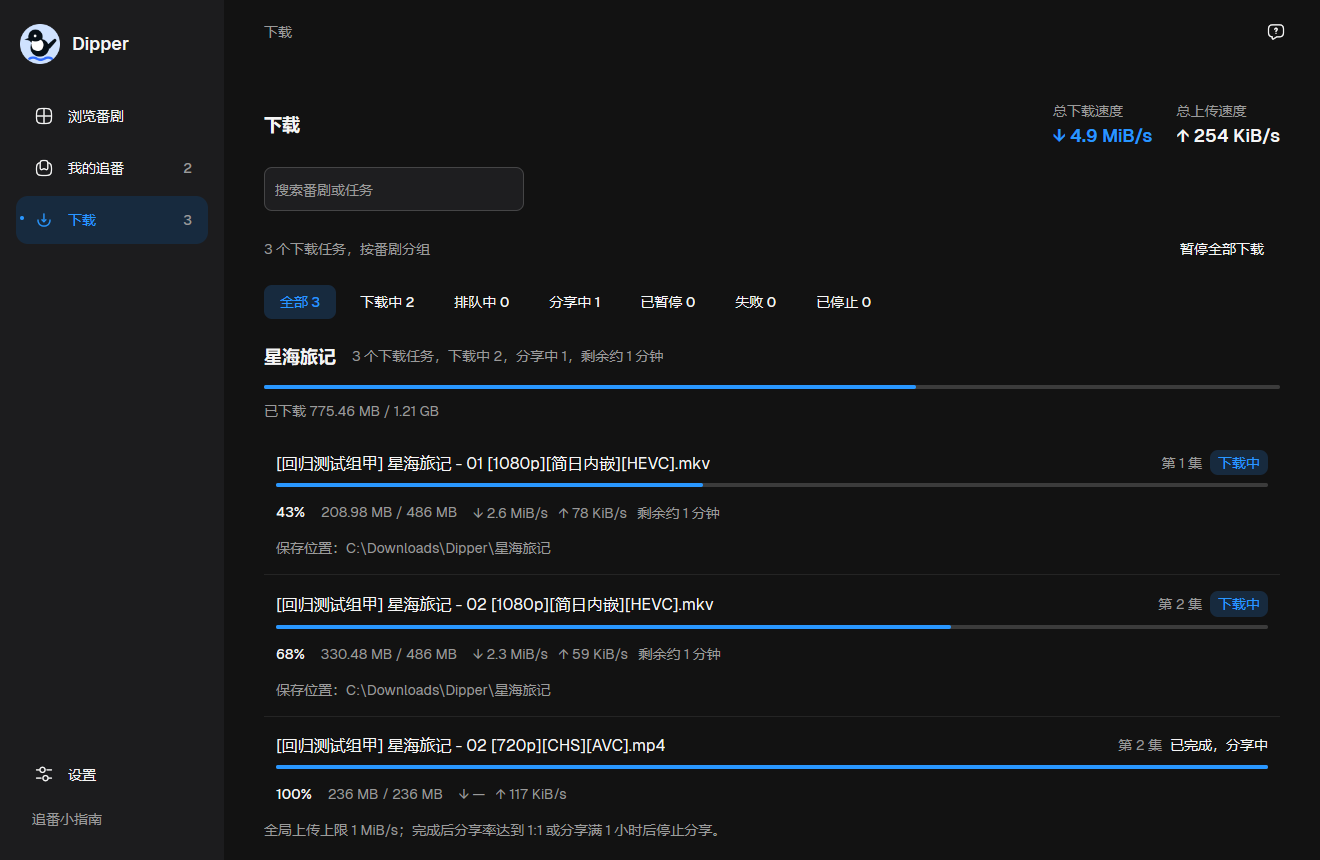 Dipper
浏览番剧
我的追番 2
下载 3
设置
追番小指南
下载
下载
总下载速度 总上传速度
↓ 4.9 MiB/s ↑ 254 KiB/s
搜索番剧或任务
3 个下载任务，按番剧分组 暂停全部下载
全部 3 下载中 2 排队中 0 分享中 1 已暂停 0 失败 0 已停止 0
星海旅记 3 个下载任务，下载中 2，分享中 1，剩余约 1 分钟
已下载 775.46 MB / 1.21 GB
[回归测试组甲] 星海旅记 - 01 [1080p][简日内嵌][HEVC].mkv 第 1 集 下载中
43% 208.98 MB / 486 MB ↓ 2.6 MiB/s ↑ 78 KiB/s 剩余约 1 分钟
保存位置：C:\Downloads\Dipper\星海旅记
[回归测试组甲] 星海旅记 - 02 [1080p][简日内嵌][HEVC].mkv 第 2 集 下载中
68% 330.48 MB / 486 MB ↓ 2.3 MiB/s ↑ 59 KiB/s 剩余约 1 分钟
保存位置：C:\Downloads\Dipper\星海旅记
[回归测试组甲] 星海旅记 - 02 [720p][CHS][AVC].mp4 第 2 集 已完成，分享中
100% 236 MB / 236 MB ↓ — ↑ 117 KiB/s
全局上传上限 1 MiB/s；完成后分享率达到 1:1 或分享满 1 小时后停止分享。